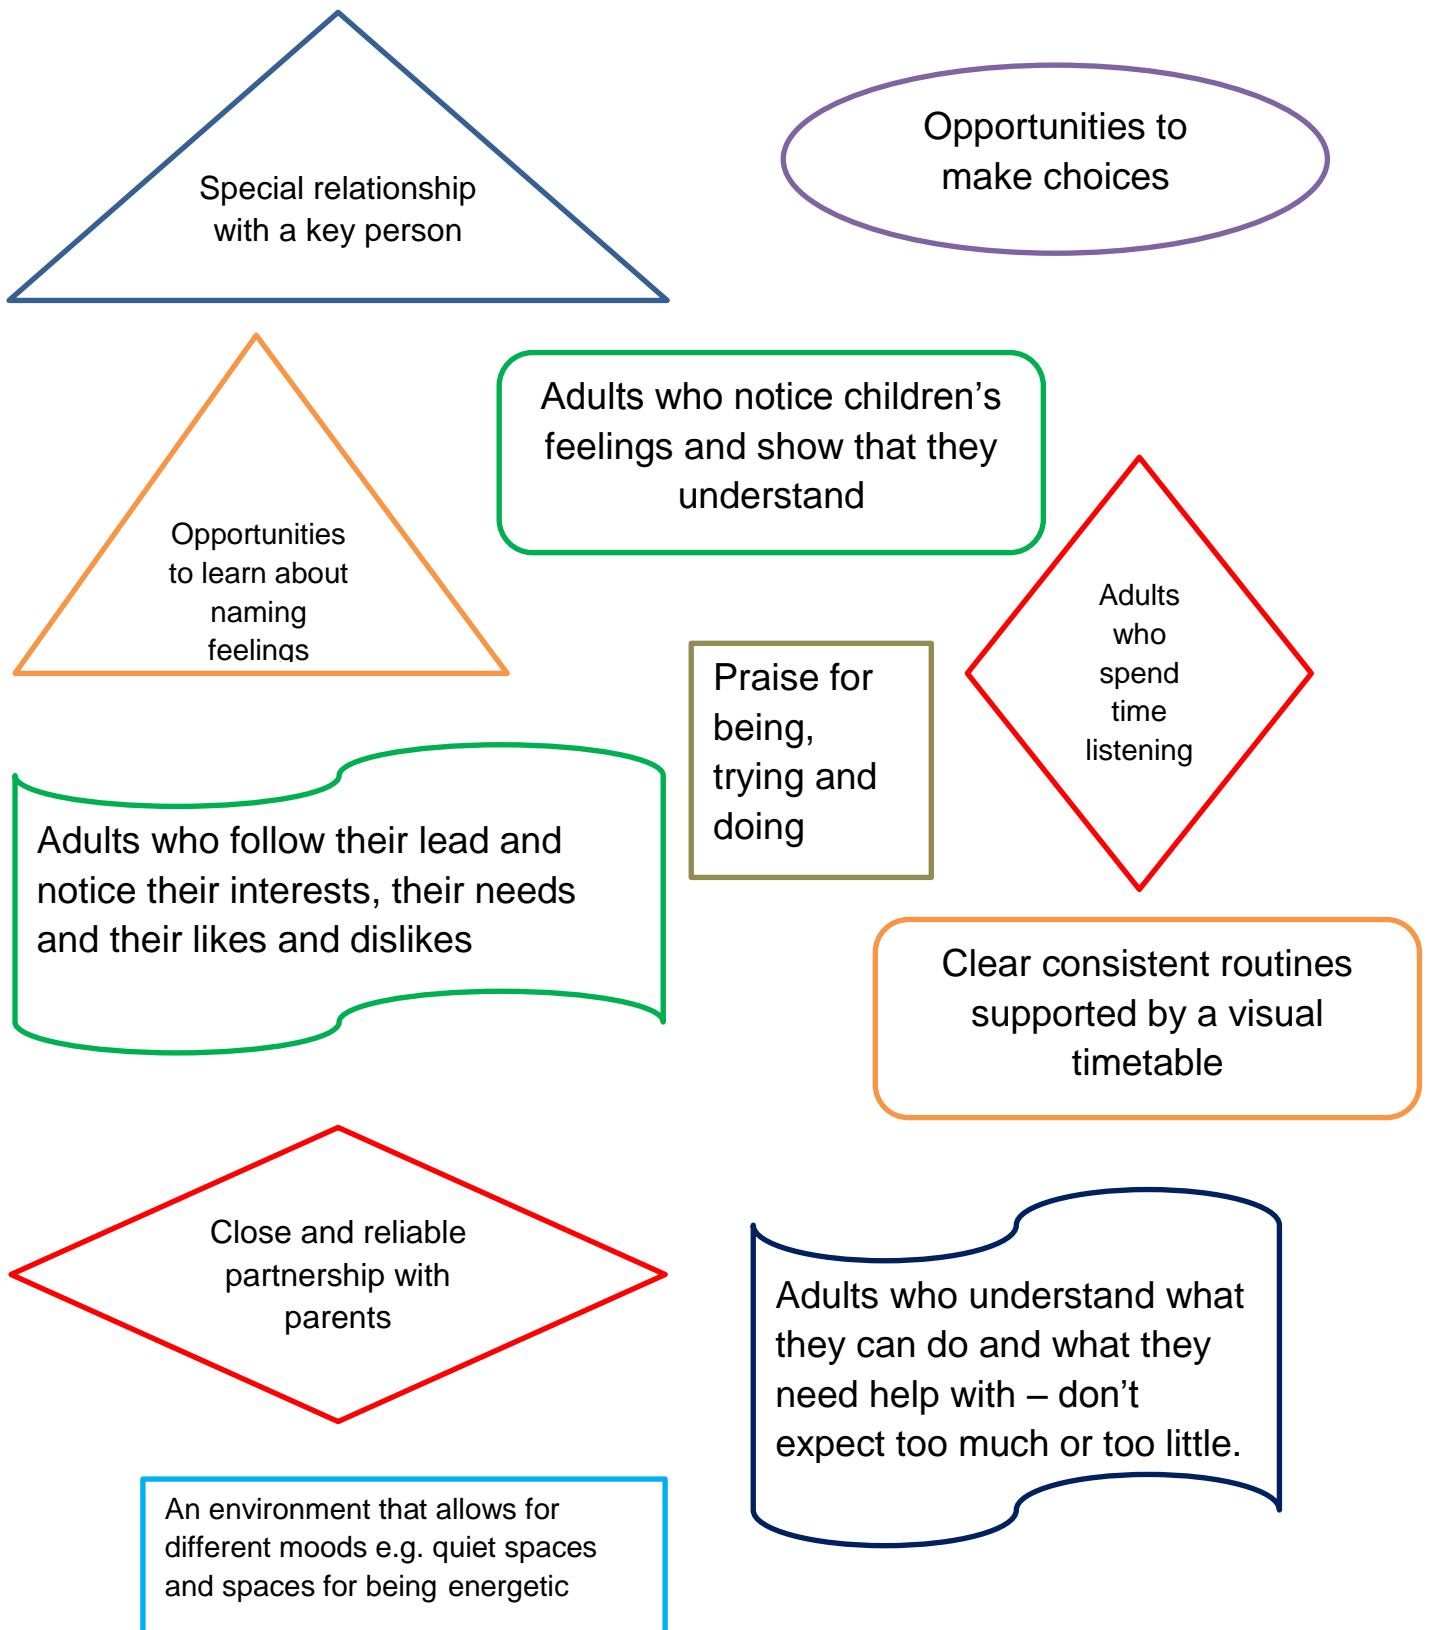 Special relationship
with a key person
Opportunities to
make choices
Adults who notice children’s
feelings and show that they
understand
Opportunities
to learn about
naming
feelings
Adults
who
spend
time
listening
Praise for
being,
trying and
doing
Adults who follow their lead and
notice their interests, their needs
and their likes and dislikes
Clear consistent routines
supported by a visual
timetable
Close and reliable
partnership with
parents
Adults who understand what
they can do and what they
need help with – don’t
expect too much or too little.
An environment that allows for
different moods e.g. quiet spaces
and spaces for being energetic